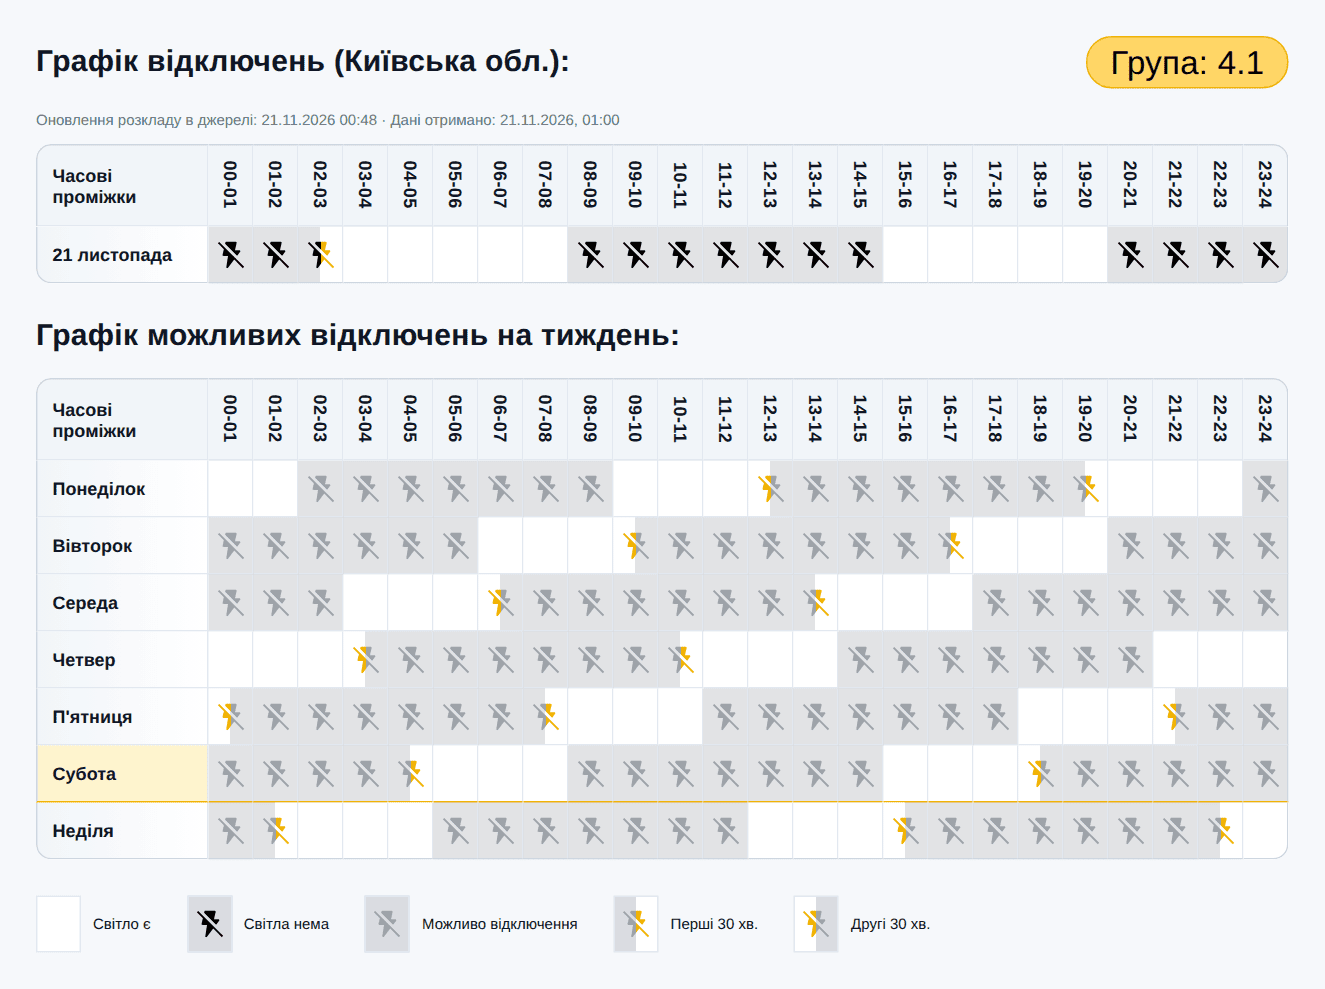 Графік відключень (Київська обл.):
Група: 4.1
Оновлення розкладу в джерелі: 21.11.2026 00:48 · Дані отримано: 21.11.2026, 01:00
Часові
проміжки
00-01 01-02 02-03 03-04 04-05 05-06 06-07 07-08 08-09 09-10 10-11 11-12 12-13 13-14 14-15 15-16 16-17 17-18 18-19 19-20 20-21 21-22 22-23 23-24
21 листопада
Графік можливих відключень на тиждень:
Часові
проміжки
00-01 01-02 02-03 03-04 04-05 05-06 06-07 07-08 08-09 09-10 10-11 11-12 12-13 13-14 14-15 15-16 16-17 17-18 18-19 19-20 20-21 21-22 22-23 23-24
Понеділок
Вівторок
Середа
Четвер
П'ятниця
Субота
Неділя
Світло є
Світла нема
Можливо відключення
Перші 30 хв.
Другі 30 хв.